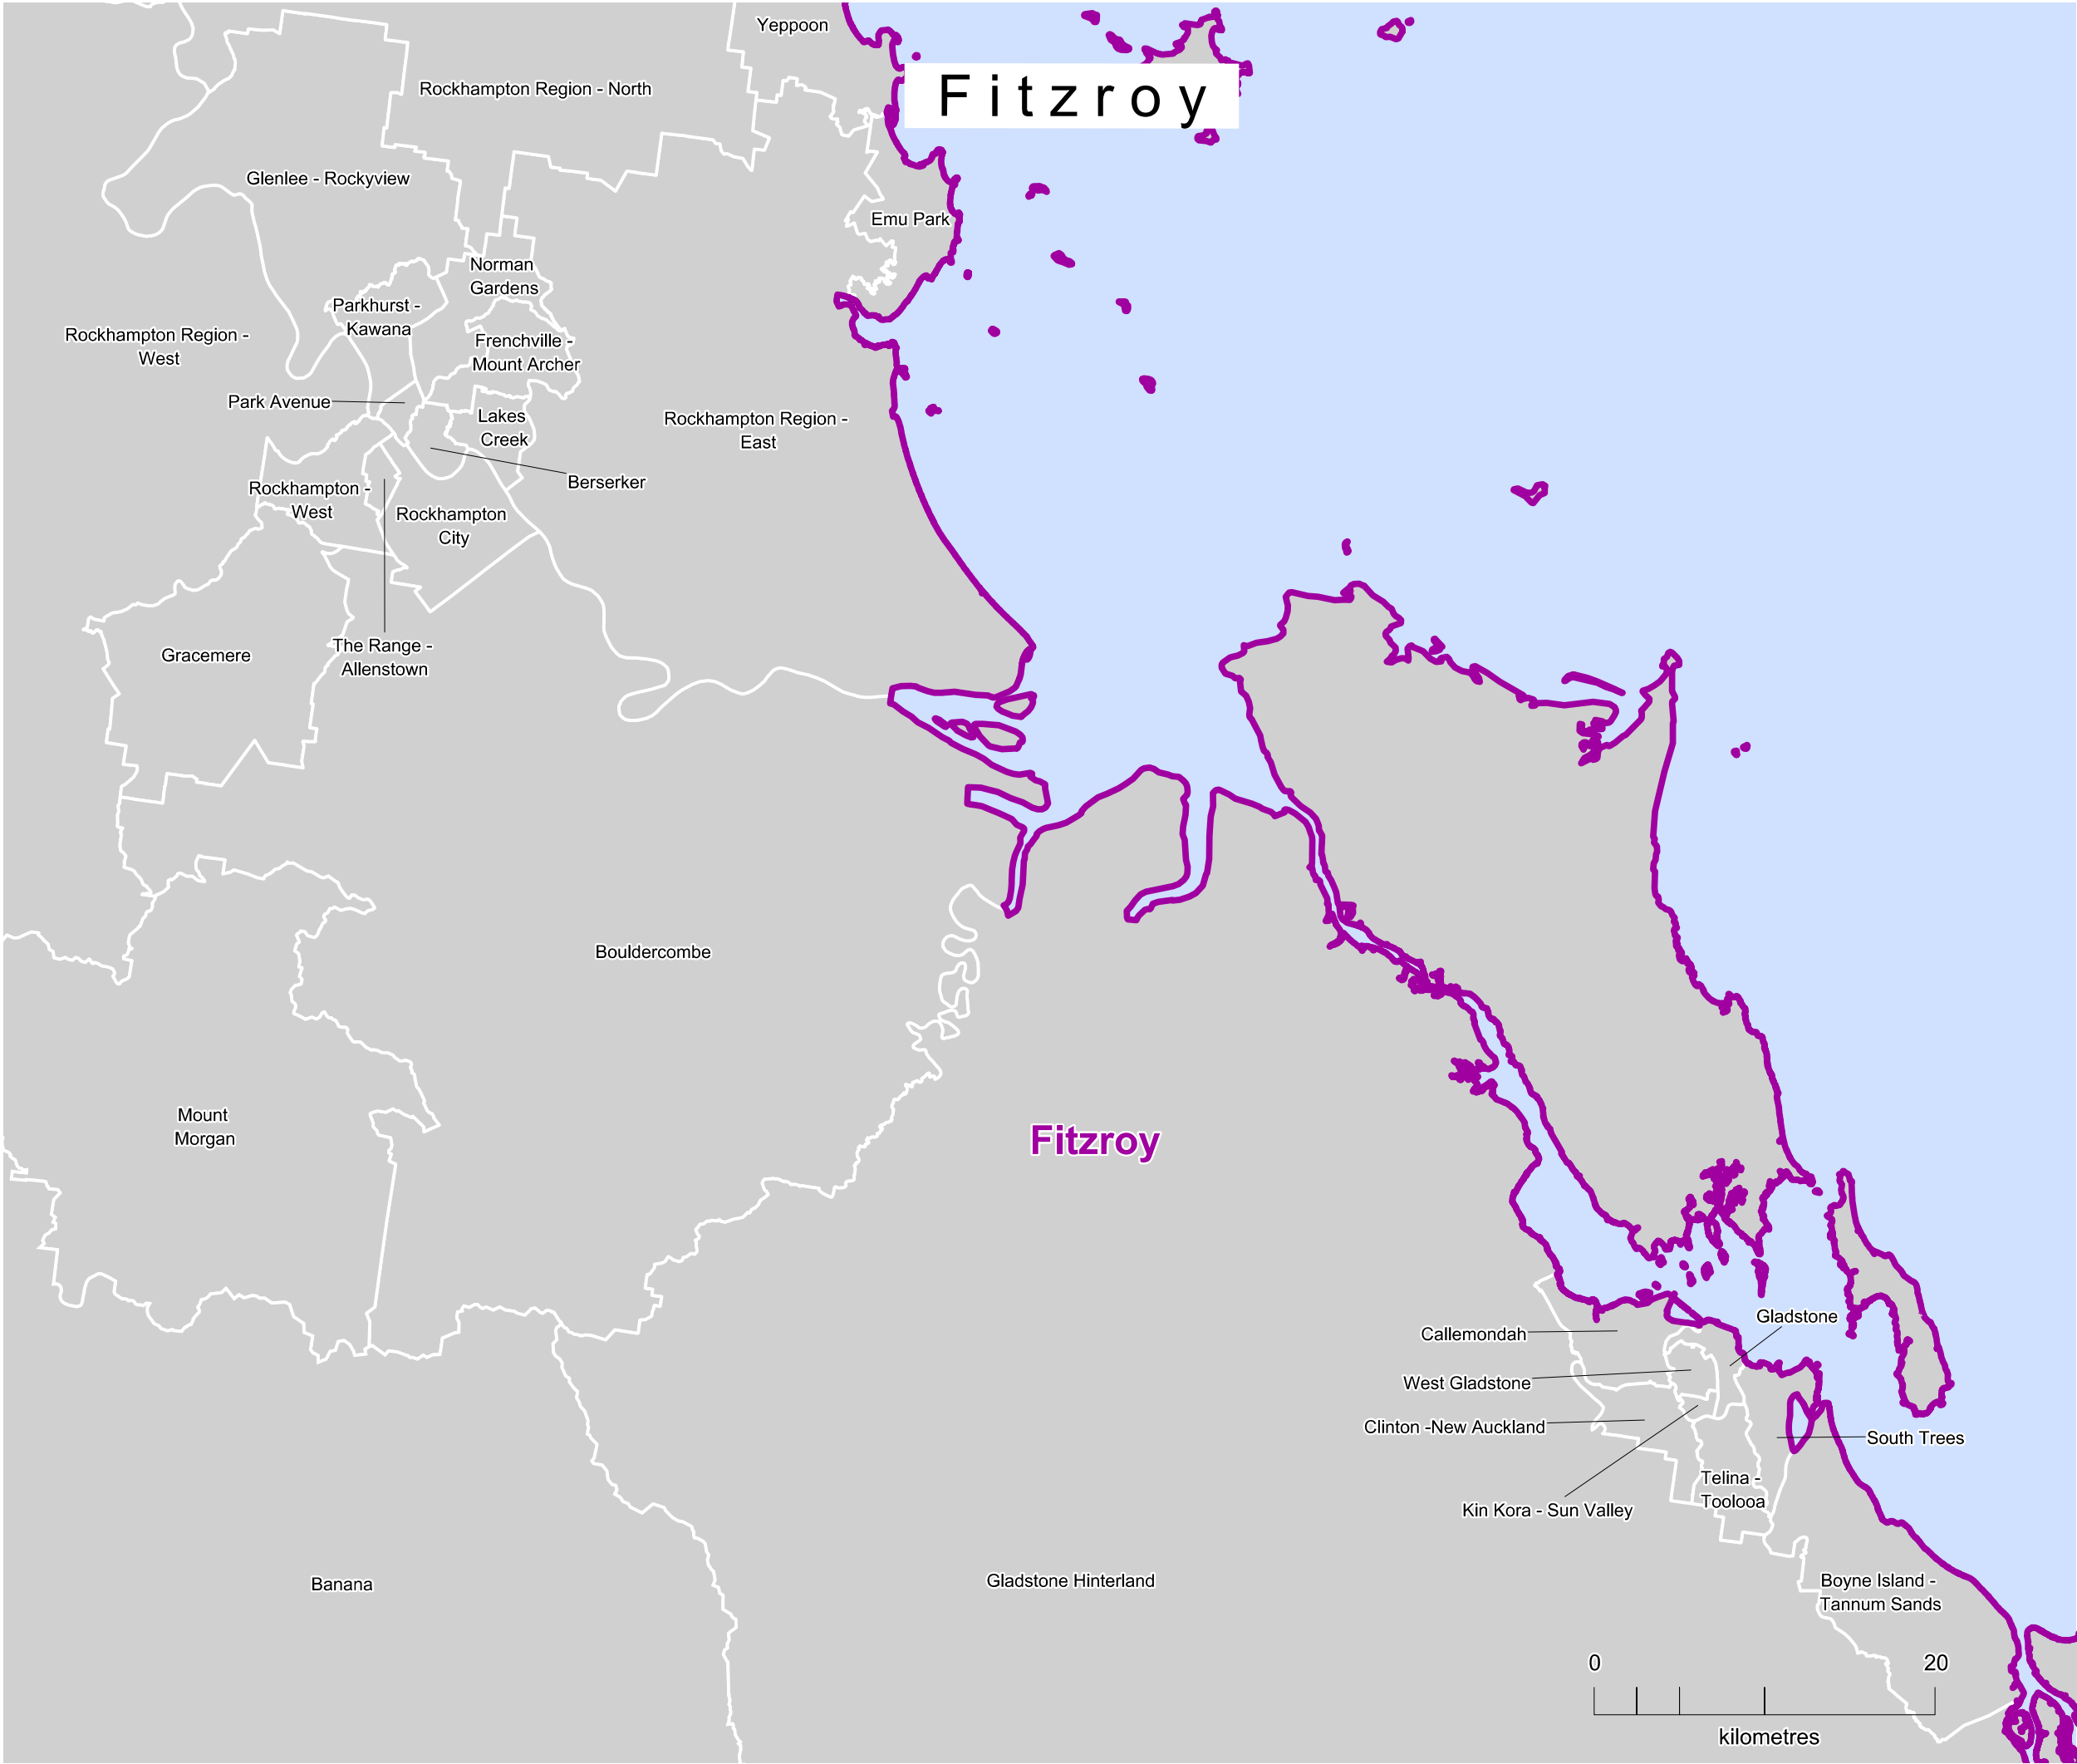 Yeppoon
Fitzroy
Rockhampton Region - North
Glenlee - Rockyview
Emu Park
Norman
Gardens
Parkhurst -
Kawana
Rockhampton Region -
West
Frenchville -
Mount Archer
Park Avenue
Lakes
Creek
Rockhampton Region -
East
Berserker
Rockhampton -
West
Rockhampton
City
The Range -
Allenstown
Gracemere
Bouldercombe
Mount
Morgan
Fitzroy
Gladstone
Callemondah
West Gladstone
Clinton -New Auckland
South Trees
Telina -
Toolooa
Kin Kora - Sun Valley
Banana
Gladstone Hinterland
Boyne Island -
Tannum Sands
0 20
kilometres